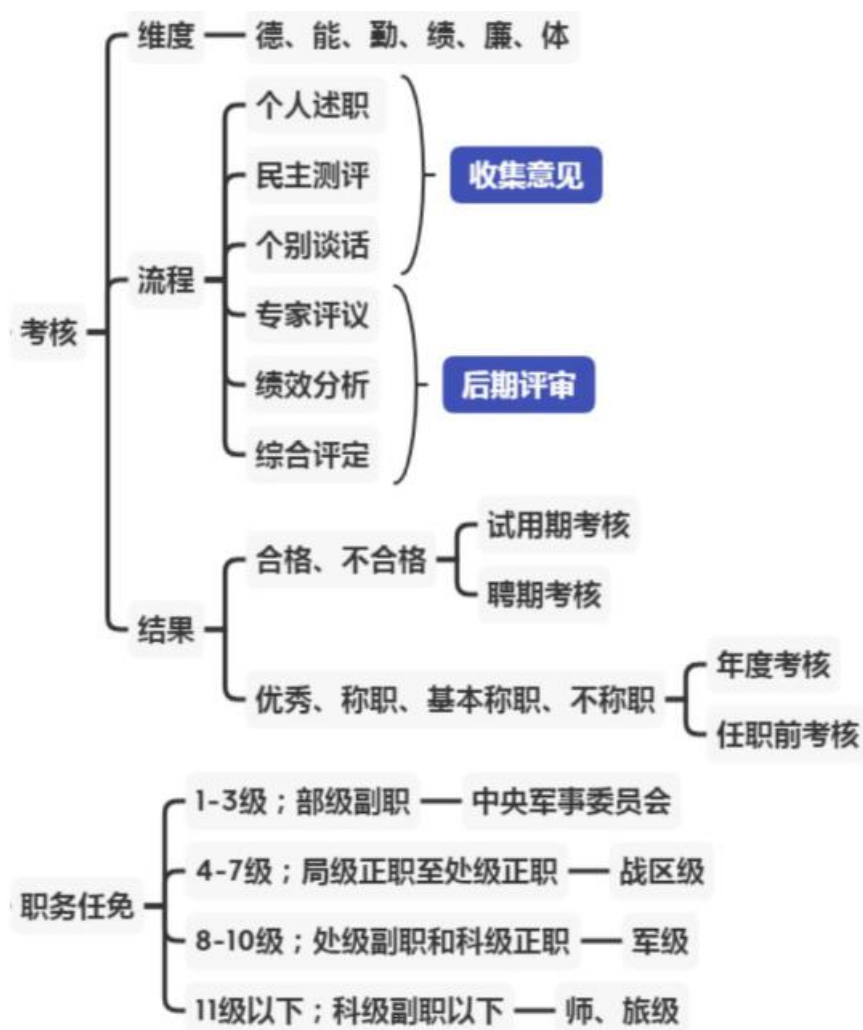 维度
德、能、勤、绩、廉、体
个人述职
民主测评
收集意见
个别谈话
流程
专家评议
考核
绩效分析
后期评审
综合评定
试用期考核
合格、不合格
聘期考核
结果
年度考核
优秀、称职、基本称职、不称职
任职前考核
1-3级；部级副职
中央军事委员会
4-7级；局级正职至处级正职
战区级
职务任免
8-10级；处级副职和科级正职
军级
11级以下；科级副职以下
师、旅级